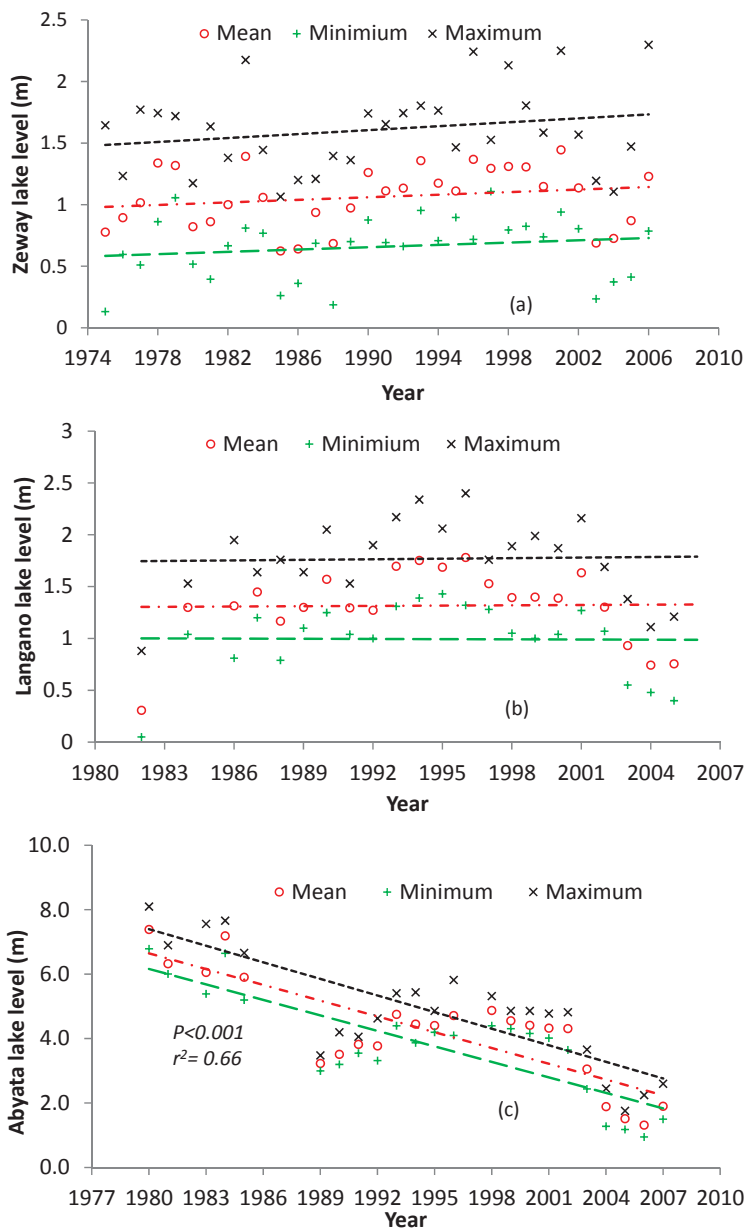 Mean Minimium Maximum
Zeway lake level (m)
2.5
2
1.5
1
0.5
0
(a)
1974 1978 1982 1986 1990 1994 1998 2002 2006 2010
Year
Mean Minimium Maximum
Langano lake level (m)
3
2.5
2
1.5
1
0.5
0
(b)
1980 1983 1986 1989 1992 1995 1998 2001 2004 2007
Year
Mean Minimum Maximum
Abyata lake level (m)
10.0
8.0
6.0
4.0
2.0
0.0
P<0.001
r²= 0.66
(c)
1977 1980 1983 1986 1989 1992 1995 1998 2001 2004 2007 2010
Year